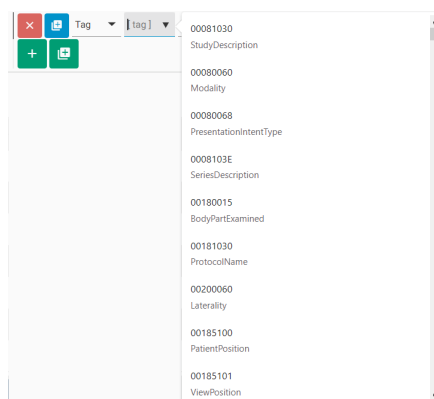 Tag
[tag]
00081030
StudyDescription
00080060
Modality
00080068
PresentationIntentType
0008103E
SeriesDescription
00180015
BodyPartExamined
00181030
ProtocolName
00200060
Laterality
00185100
PatientPosition
00185101
ViewPosition